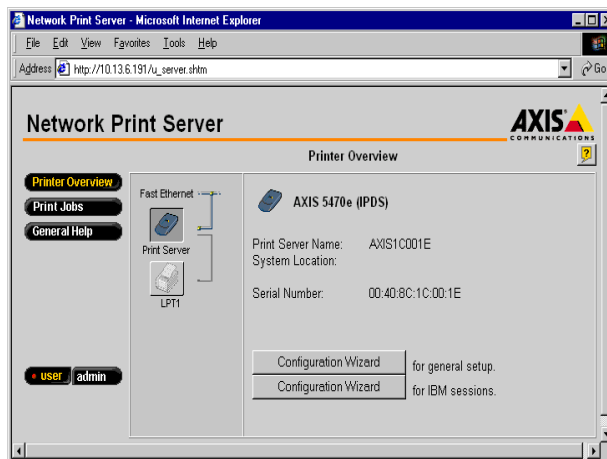 Network Print Server - Microsoft Internet Explorer
File Edit View Favorites Tools Help
Address http://10.13.6.191/u_server.shtm Go
Network Print Server
AXIS
COMMUNICATIONS
Printer Overview
?
Printer Overview
Print Jobs
General Help
Fast Ethernet
Print Server
LPT1
AXIS 5470e (IPDS)
Print Server Name: AXIS1C001E
System Location:
Serial Number: 00:40:8C:1C:00:1E
Configuration Wizard for general setup.
Configuration Wizard for IBM sessions.
user admin